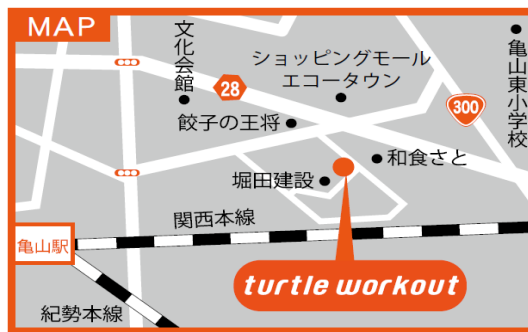 MAP
文化会館
28
ショッピングモール
エコータウン
亀山東小学校
300
餃子の王将
和食さと
堀田建設
関西本線
亀山駅
turtle workout
紀勢本線